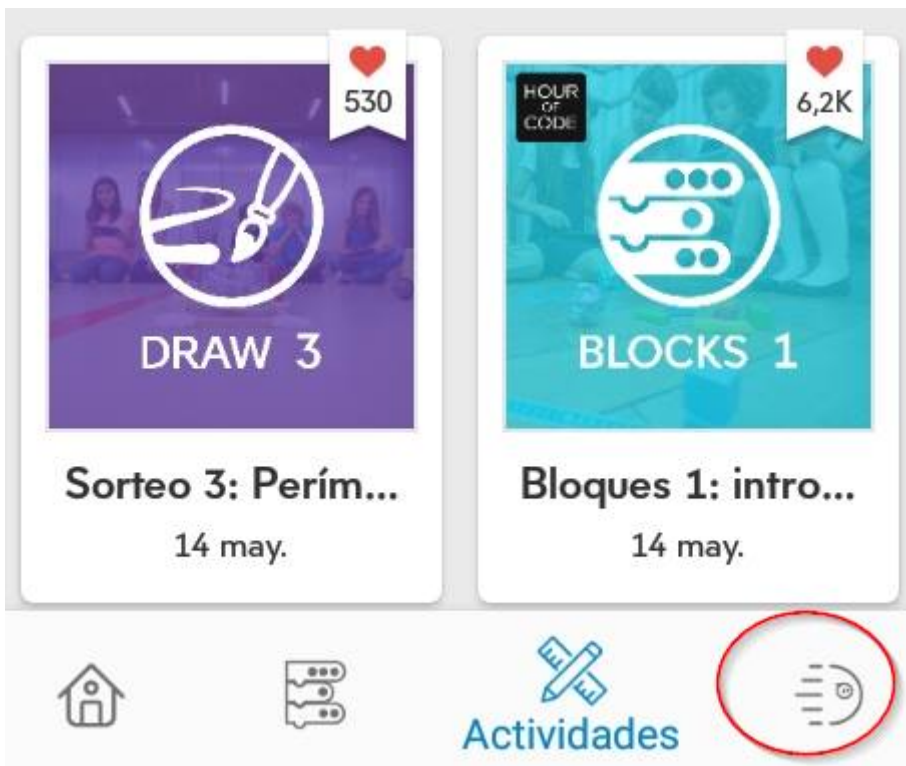 530
DRAW 3
Sorteo 3: Perím...
14 may.
HOUR
OF
CODE
6,2K
BLOCKS 1
Bloques 1: intro...
14 may.
Actividades